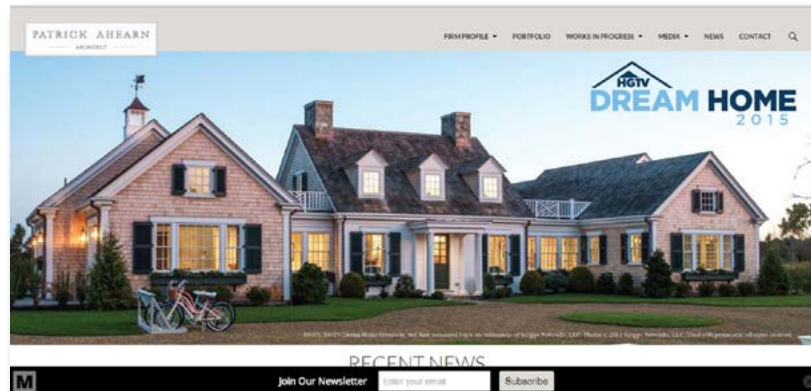 PATRICK AHEARN
ARCHITECT
FIRM PROFILE PORTFOLIO WORKS IN PROGRESS MEDIA NEWS CONTACT
HGTV
DREAM HOME
2015
RECENT NEWS
M Join Our Newsletter Enter your email Subscribe